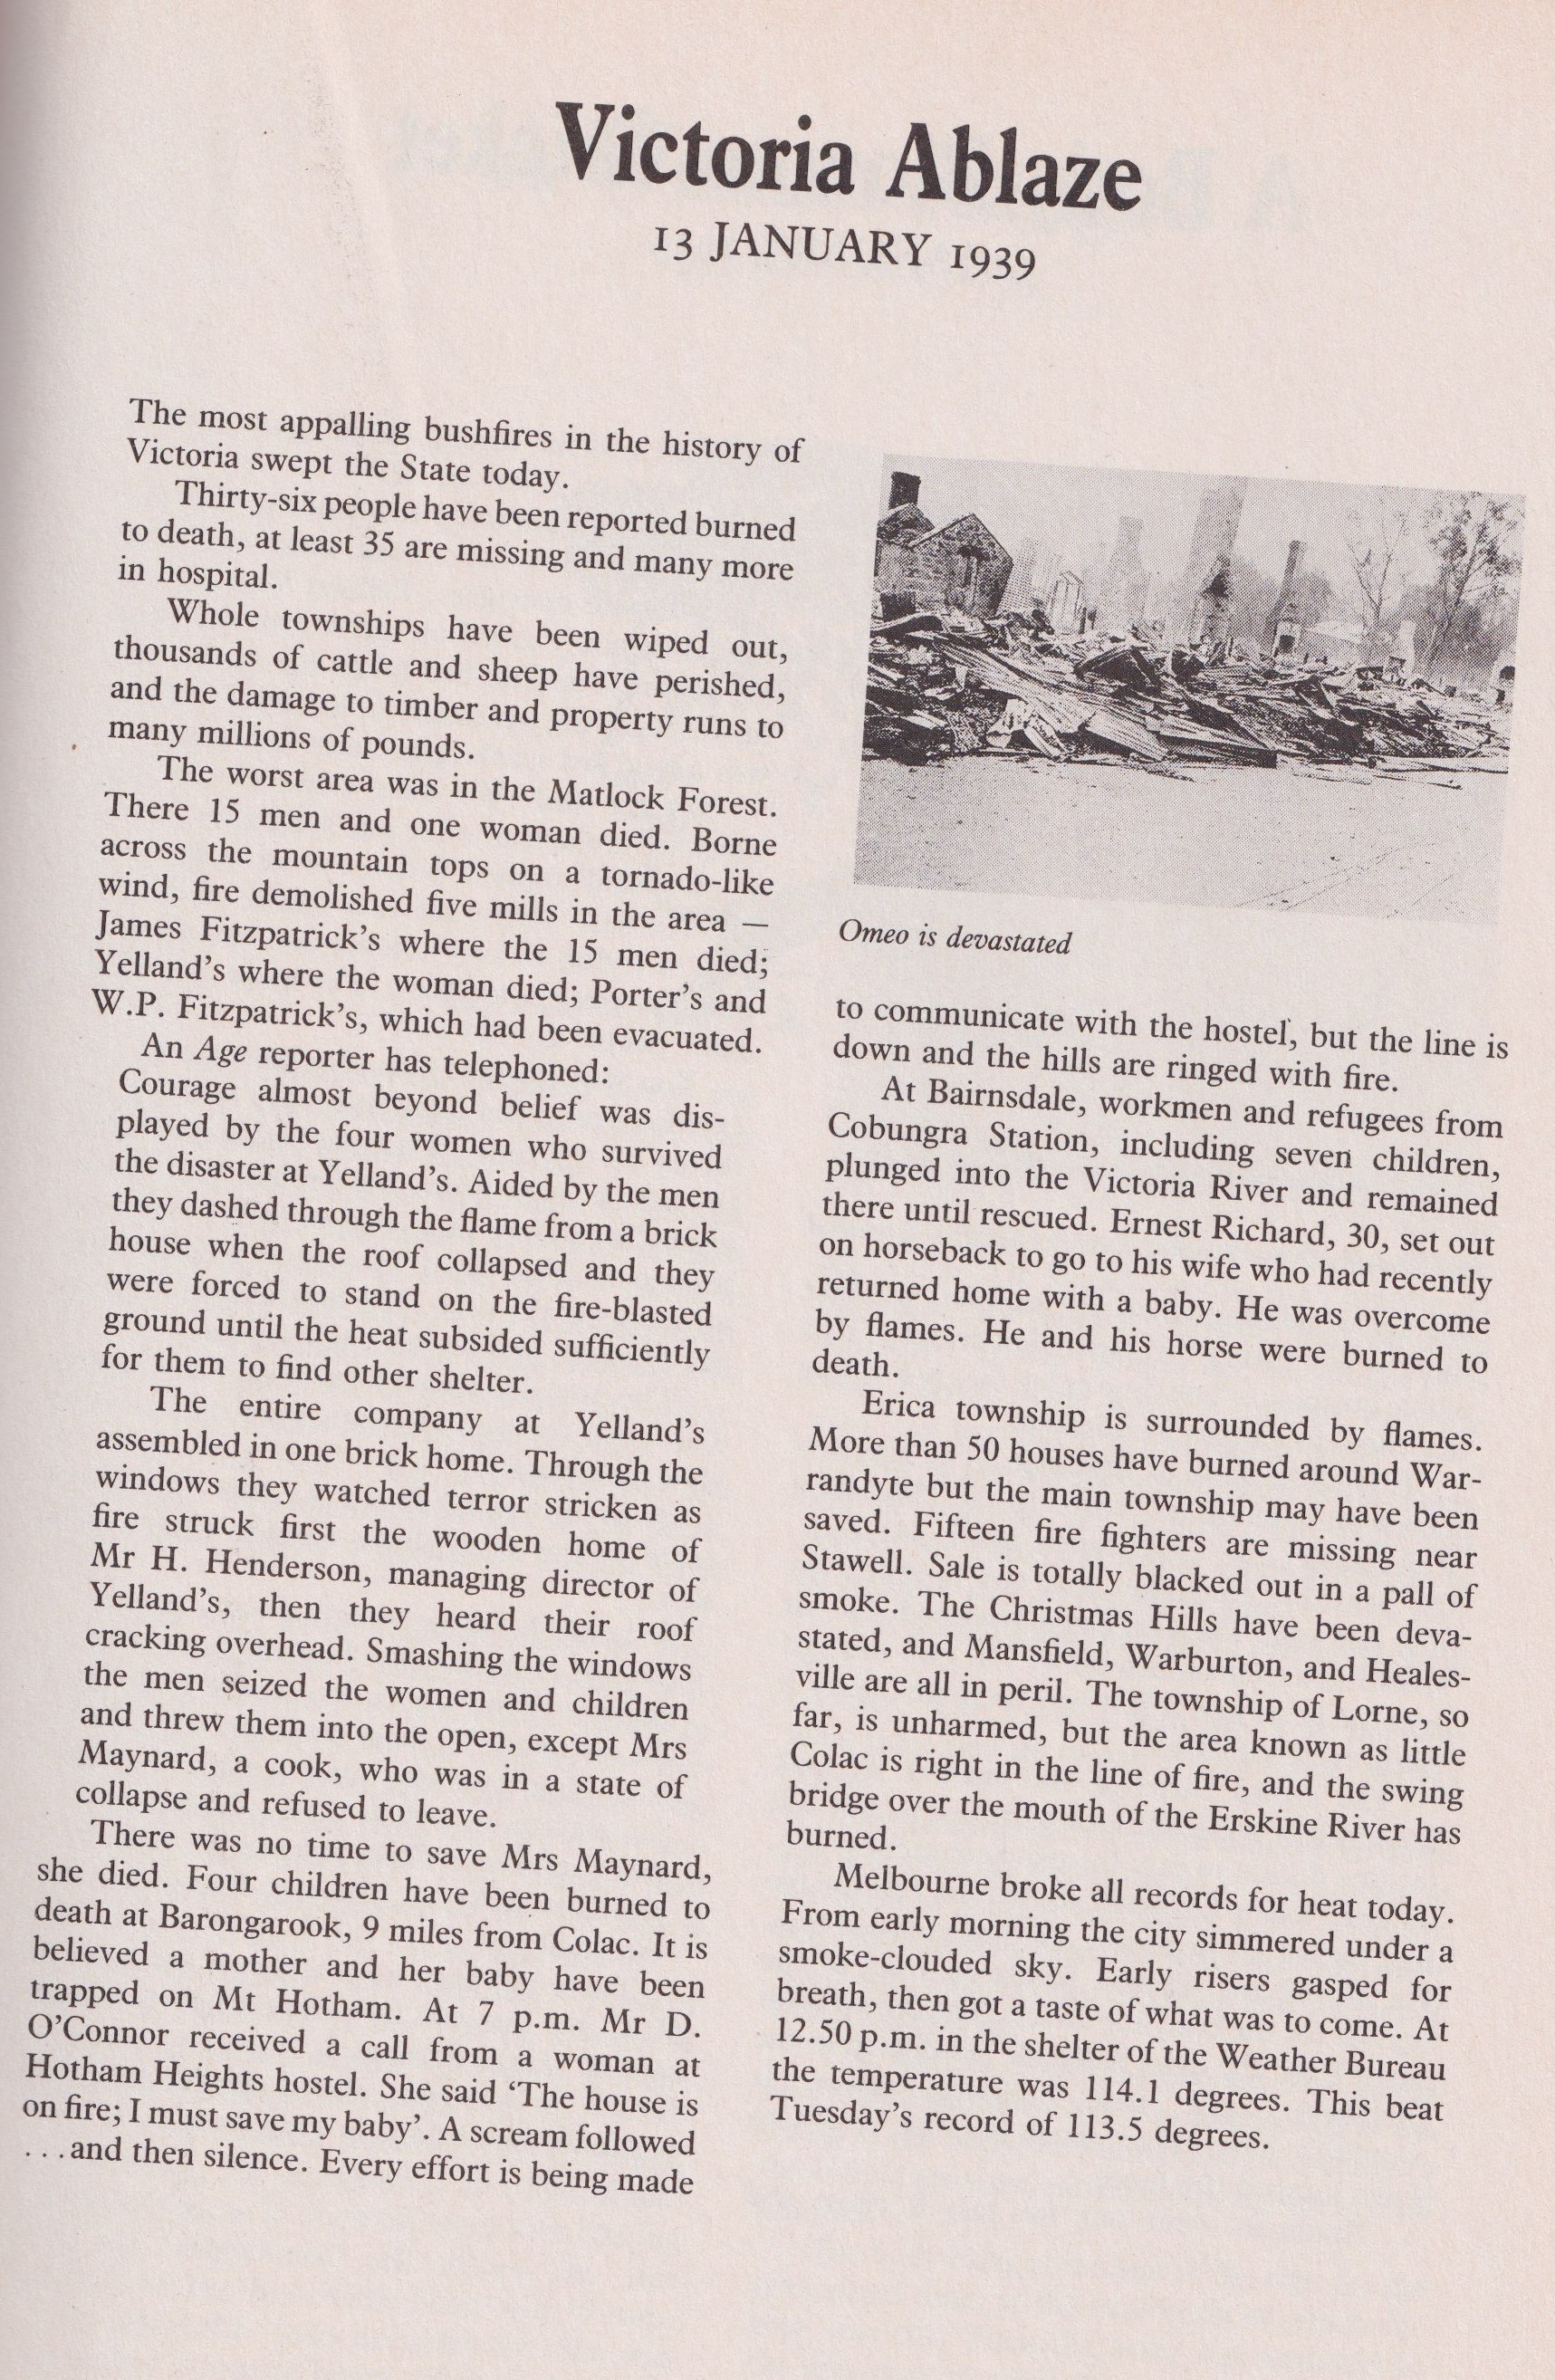 Victoria Ablaze
13 JANUARY 1939
The most appalling bushfires in the history of
Victoria swept the State today.
Thirty-six people have been reported burned
to death, at least 35 are missing and many more
in hospital.
Whole townships have been wiped out,
thousands of cattle and sheep have perished,
and the damage to timber and property runs to
many millions of pounds.
The worst area was in the Matlock Forest.
There 15 men and one woman died. Borne
across the mountain tops on a tornado-like
wind, fire demolished five mills in the area —
James Fitzpatrick's where the 15 men died;
Yelland's where the woman died; Porter's and
W.P. Fitzpatrick's, which had been evacuated.
An Age reporter has telephoned:
Courage almost beyond belief was dis-
played by the four women who survived
the disaster at Yelland's. Aided by the men
they dashed through the flame from a brick
house when the roof collapsed and they
were forced to stand on the fire-blasted
ground until the heat subsided sufficiently
for them to find other shelter.
The entire company at Yelland's
assembled in one brick home. Through the
windows they watched terror stricken as
fire struck first the wooden home of
Mr H. Henderson, managing director of
Yelland's, then they heard their roof
cracking overhead. Smashing the windows
the men seized the women and children
and threw them into the open, except Mrs
Maynard, a cook, who was in a state of
collapse and refused to leave.
There was no time to save Mrs Maynard,
she died. Four children have been burned to
death at Barongarook, 9 miles from Colac. It is
believed a mother and her baby have been
trapped on Mt Hotham. At 7 p.m. Mr D.
O'Connor received a call from a woman at
Hotham Heights hostel. She said 'The house is
on fire; I must save my baby'. A scream followed
...and then silence. Every effort is being made
Omeo is devastated
to communicate with the hostel, but the line is
down and the hills are ringed with fire.
At Bairnsdale, workmen and refugees from
Cobungra Station, including seven children,
plunged into the Victoria River and remained
there until rescued. Ernest Richard, 30, set out
on horseback to go to his wife who had recently
returned home with a baby. He was overcome
by flames. He and his horse were burned to
death.
Erica township is surrounded by flames.
More than 50 houses have burned around War-
randyte but the main township may have been
saved. Fifteen fire fighters are missing near
Stawell. Sale is totally blacked out in a pall of
smoke. The Christmas Hills have been deva-
stated, and Mansfield, Warburton, and Heales-
ville are all in peril. The township of Lorne, so
far, is unharmed, but the area known as little
Colac is right in the line of fire, and the swing
bridge over the mouth of the Erskine River has
burned.
Melbourne broke all records for heat today.
From early morning the city simmered under a
smoke-clouded sky. Early risers gasped for
breath, then got a taste of what was to come. At
12.50 p.m. in the shelter of the Weather Bureau
the temperature was 114.1 degrees. This beat
Tuesday's record of 113.5 degrees.